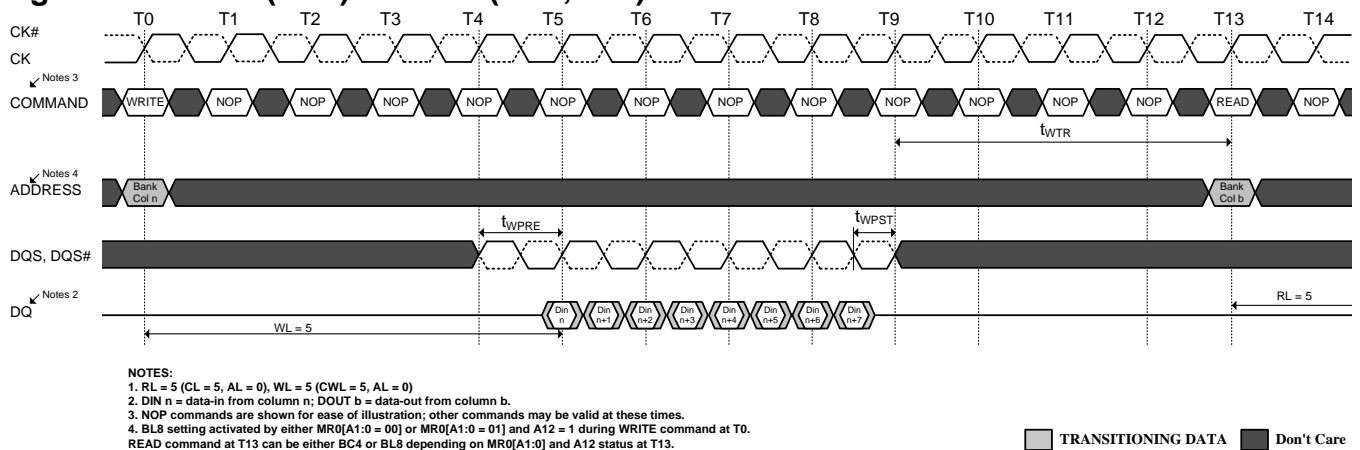 T0 T1 T2 T3 T4 T5 T6 T7 T8 T9 T10 T11 T12 T13 T14
CK#
CK
Notes 3
COMMAND WRITE NOP NOP NOP NOP NOP NOP NOP NOP NOP NOP NOP NOP READ NOP
tWTR
Notes 4
ADDRESS
Bank
Col n
Bank
Col b
tWPRE
tWPST
DQS, DQS#
Notes 2
DQ
Din
n
Din
n+1
Din
n+2
Din
n+3
Din
n+4
Din
n+5
Din
n+6
Din
n+7
RL = 5
WL = 5
NOTES:
1. RL = 5 (CL = 5, AL = 0), WL = 5 (CWL = 5, AL = 0)
2. DIN n = data-in from column n; DOUT b = data-out from column b.
3. NOP commands are shown for ease of illustration; other commands may be valid at these times.
4. BL8 setting activated by either MR0[A1:0 = 00] or MR0[A1:0 = 01] and A12 = 1 during WRITE command at T0.
READ command at T13 can be either BC4 or BL8 depending on MR0[A1:0] and A12 status at T13.
TRANSITIONING DATA Don't Care